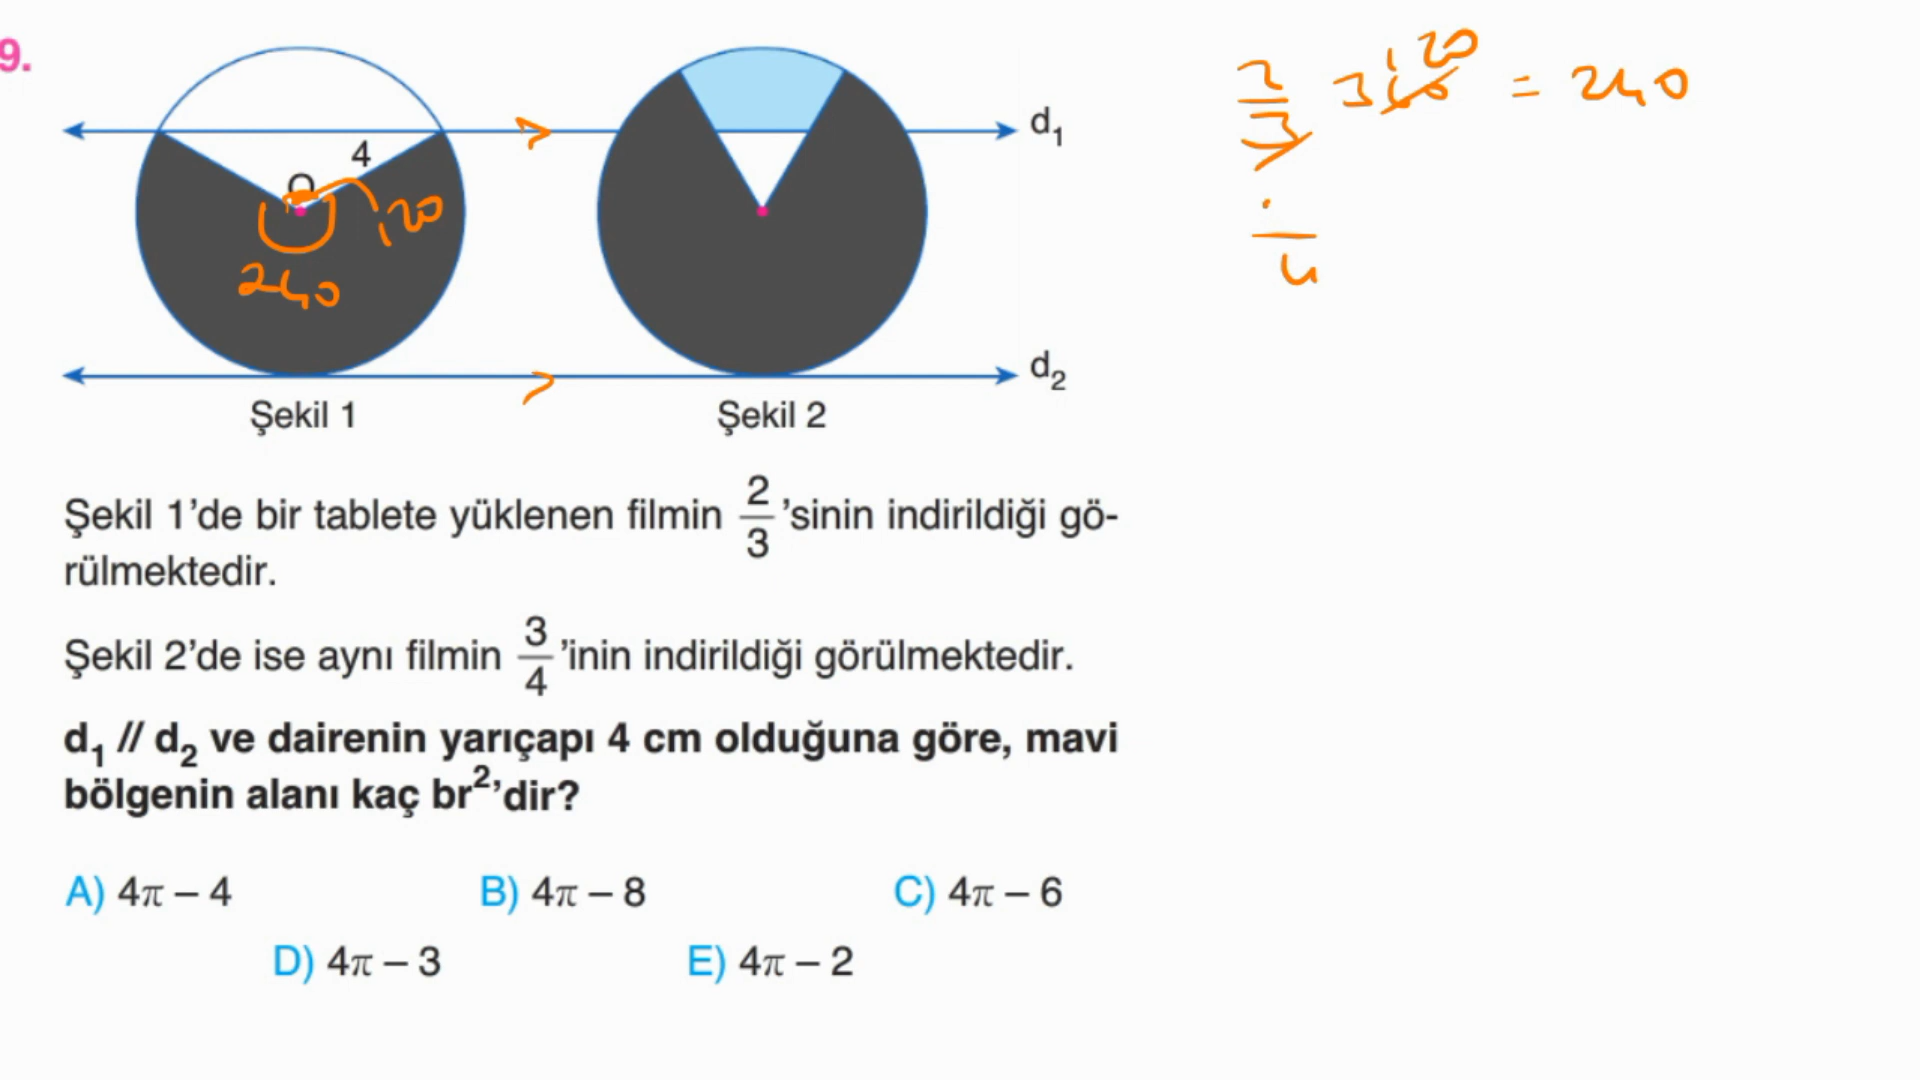 9.
4
O
120
240
d1
d2
Şekil 1
Şekil 2
2/3 360 120 = 240
4
Şekil 1’de bir tablete yüklenen filmin 2/3 ’sinin indirildiği gö-
rülmektedir.
Şekil 2’de ise aynı filmin 3/4 ’inin indirildiği görülmektedir.
d1 // d2 ve dairenin yarıçapı 4 cm olduğuna göre, mavi
bölgenin alanı kaç br²’dir?
A) 4π – 4
B) 4π – 8
C) 4π – 6
D) 4π – 3
E) 4π – 2